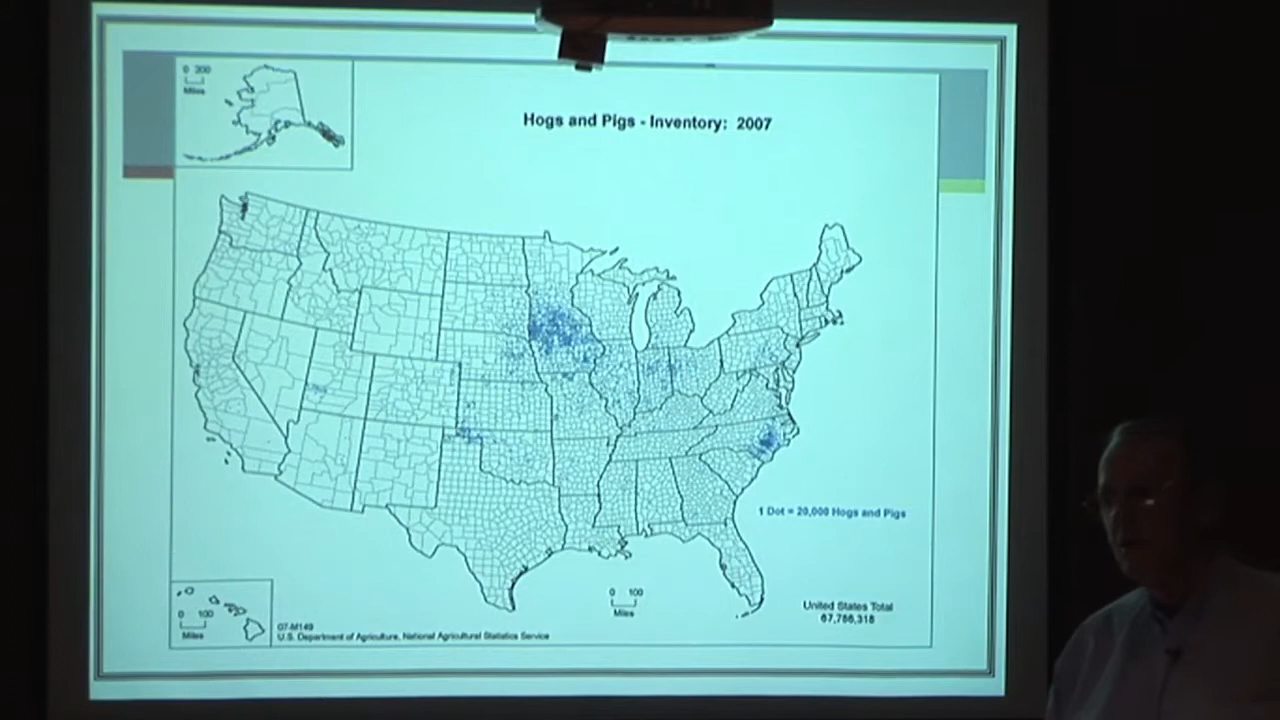 0 200
Miles
Hogs and Pigs - Inventory: 2007
1 Dot = 20,000 Hogs and Pigs
0 100
Miles
0 100
Miles
United States Total
67,786,318
07-M149
U.S. Department of Agriculture, National Agricultural Statistics Service